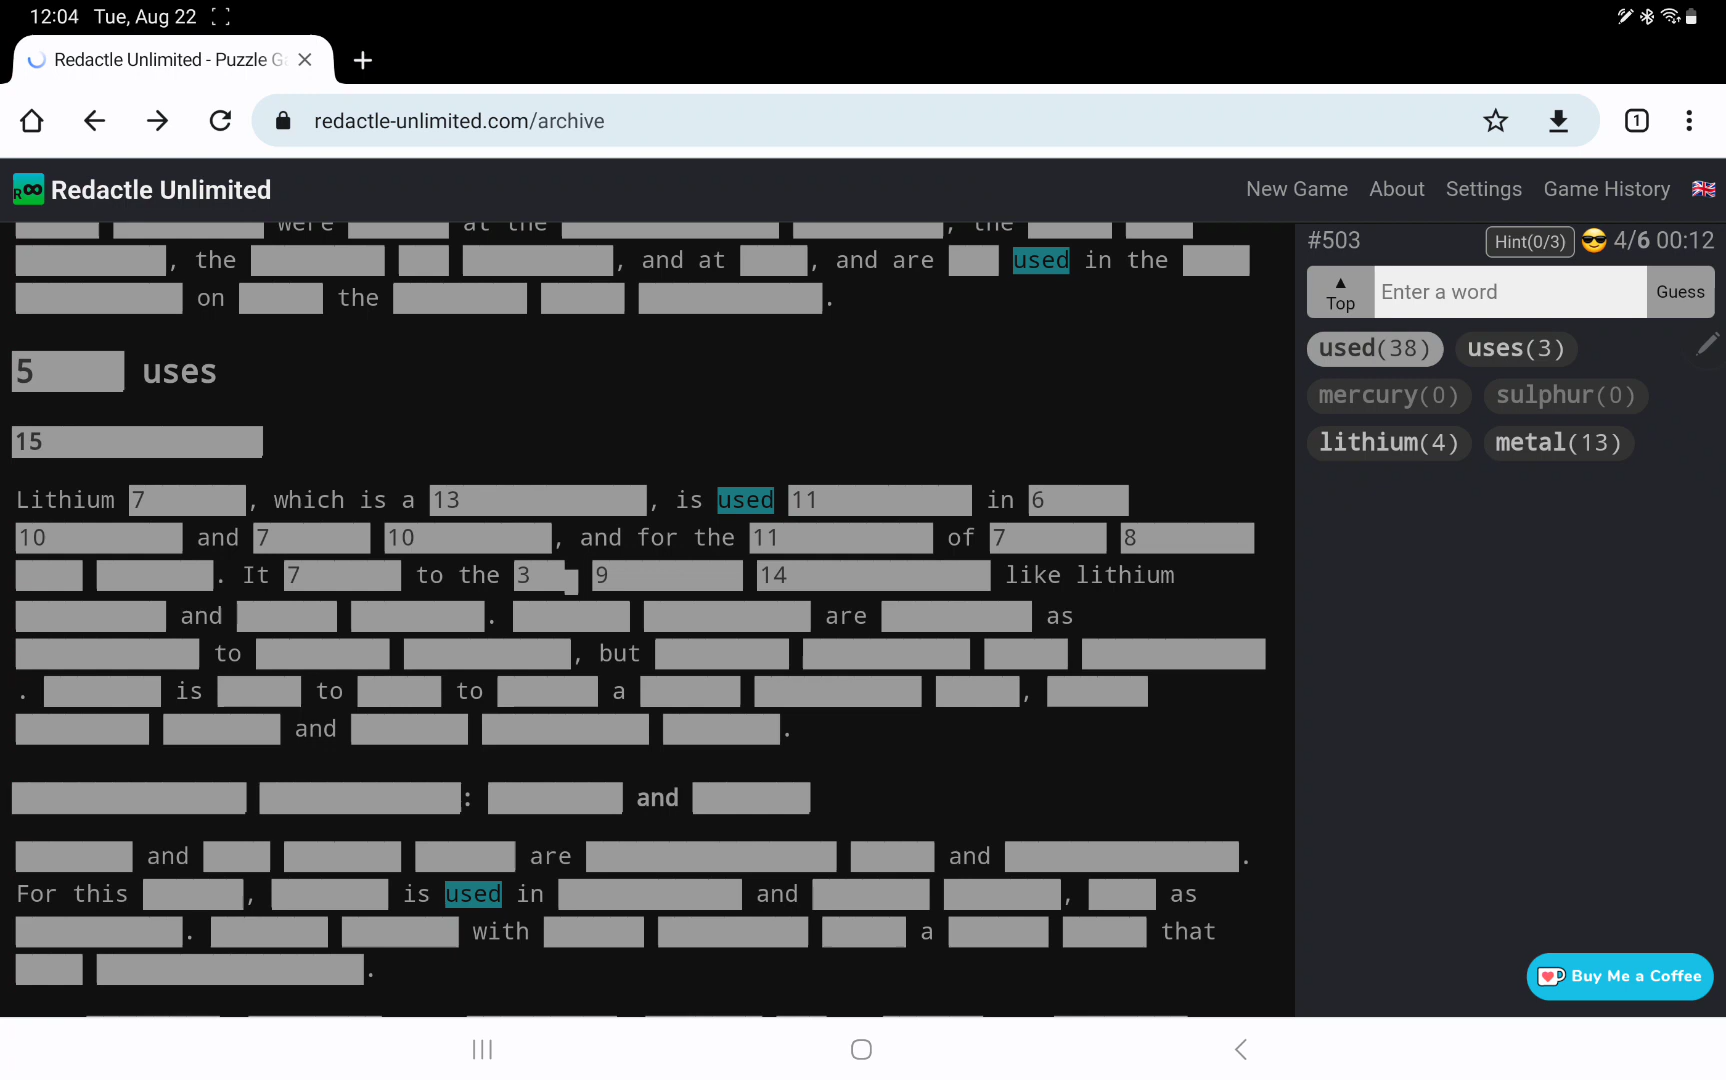 12:04 Tue, Aug 22
Redactle Unlimited - Puzzle G
redactle-unlimited.com/archive
1
R∞ Redactle Unlimited
New Game About Settings Game History
were at the , the
, the , and at , and are used in the
on the .
#503 Hint(0/3) 😎 4/6 00:12
▲ Top Enter a word Guess
used(38) uses(3)
mercury(0) sulphur(0)
lithium(4) metal(13)
5 uses
15
Lithium 7 , which is a 13 , is used 11 in 6
10 and 7 10 , and for the 11 of 7 8
. It 7 to the 3 9 14 like lithium
and . are as
to , but
. is to to a ,
and .
: and
and are and .
For this , is used in and , as
. with a that
.
Buy Me a Coffee